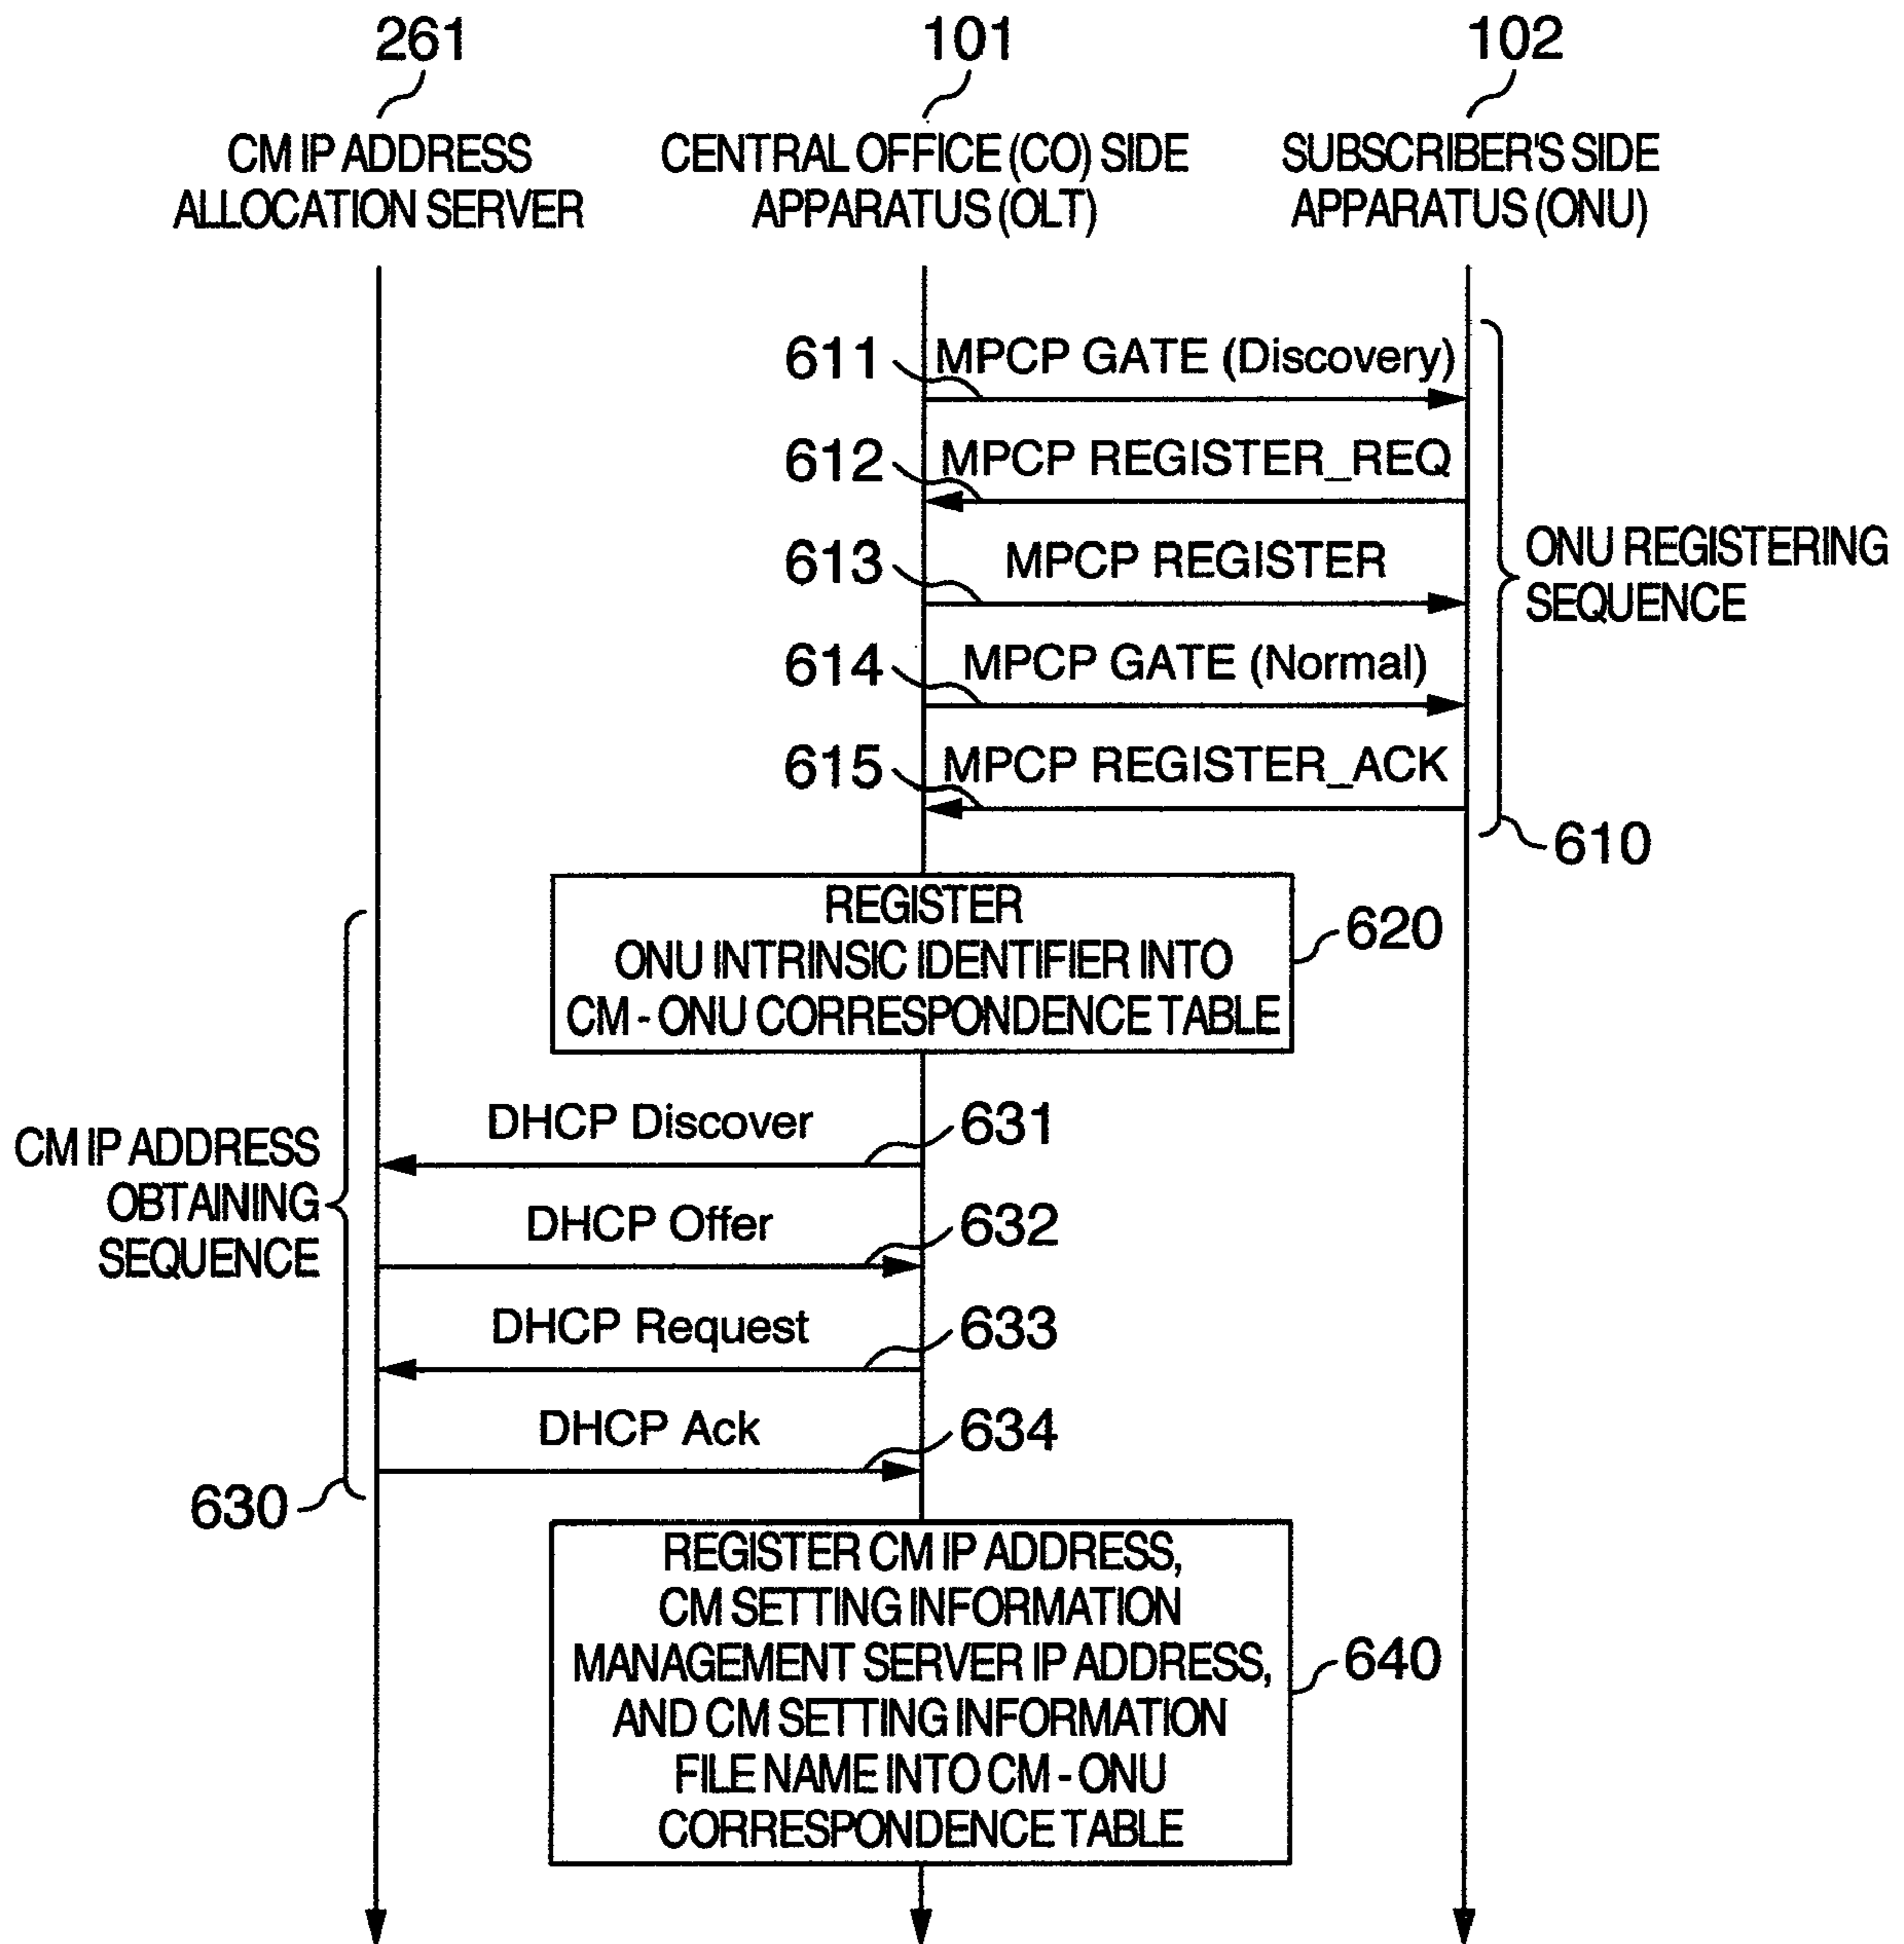 261
101
102
CM IP ADDRESS
ALLOCATION SERVER
CENTRAL OFFICE (CO) SIDE
APPARATUS (OLT)
SUBSCRIBER'S SIDE
APPARATUS (ONU)
611
MPCP GATE (Discovery)
612
MPCP REGISTER_REQ
613
MPCP REGISTER
614
MPCP GATE (Normal)
615
MPCP REGISTER_ACK
ONU REGISTERING
SEQUENCE
610
REGISTER
ONU INTRINSIC IDENTIFIER INTO
CM - ONU CORRESPONDENCE TABLE
620
CM IP ADDRESS
OBTAINING
SEQUENCE
DHCP Discover
631
DHCP Offer
632
DHCP Request
633
DHCP Ack
634
630
REGISTER CM IP ADDRESS,
CM SETTING INFORMATION
MANAGEMENT SERVER IP ADDRESS,
AND CM SETTING INFORMATION
FILE NAME INTO CM - ONU
CORRESPONDENCE TABLE
640